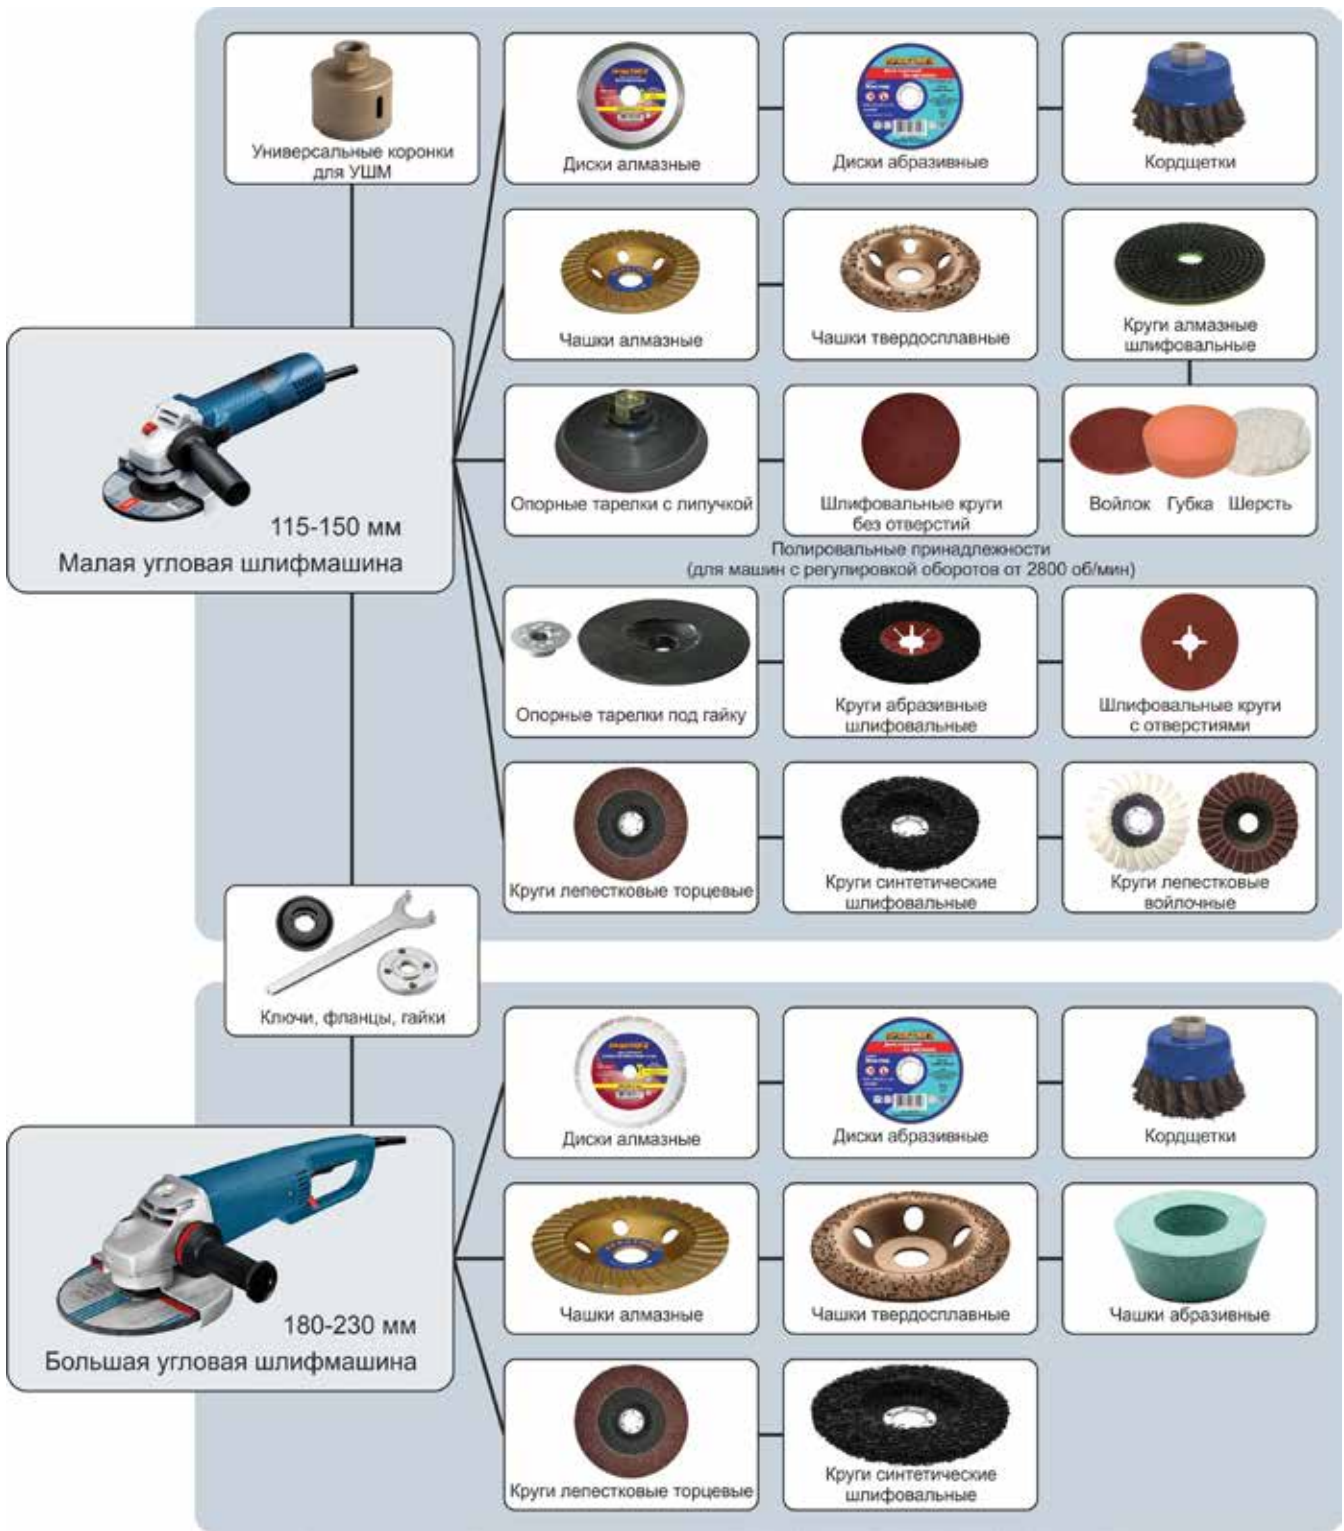 Универсальные коронки
для УШМ
Диски алмазные
Диски абразивные
Кордщетки
Чашки алмазные
Чашки твердосплавные
Круги алмазные
шлифовальные
115-150 мм
Малая угловая шлифмашина
Опорные тарелки с липучкой
Шлифовальные круги
без отверстий
Войлок Губка Шерсть
Полировальные принадлежности
(для машин с регулировкой оборотов от 2800 об/мин)
Опорные тарелки под гайку
Круги абразивные
шлифовальные
Шлифовальные круги
с отверстиями
Круги лепестковые торцевые
Круги синтетические
шлифовальные
Круги лепестковые
войлочные
Ключи, фланцы, гайки
Диски алмазные
Диски абразивные
Кордщетки
180-230 мм
Большая угловая шлифмашина
Чашки алмазные
Чашки твердосплавные
Чашки абразивные
Круги лепестковые торцевые
Круги синтетические
шлифовальные